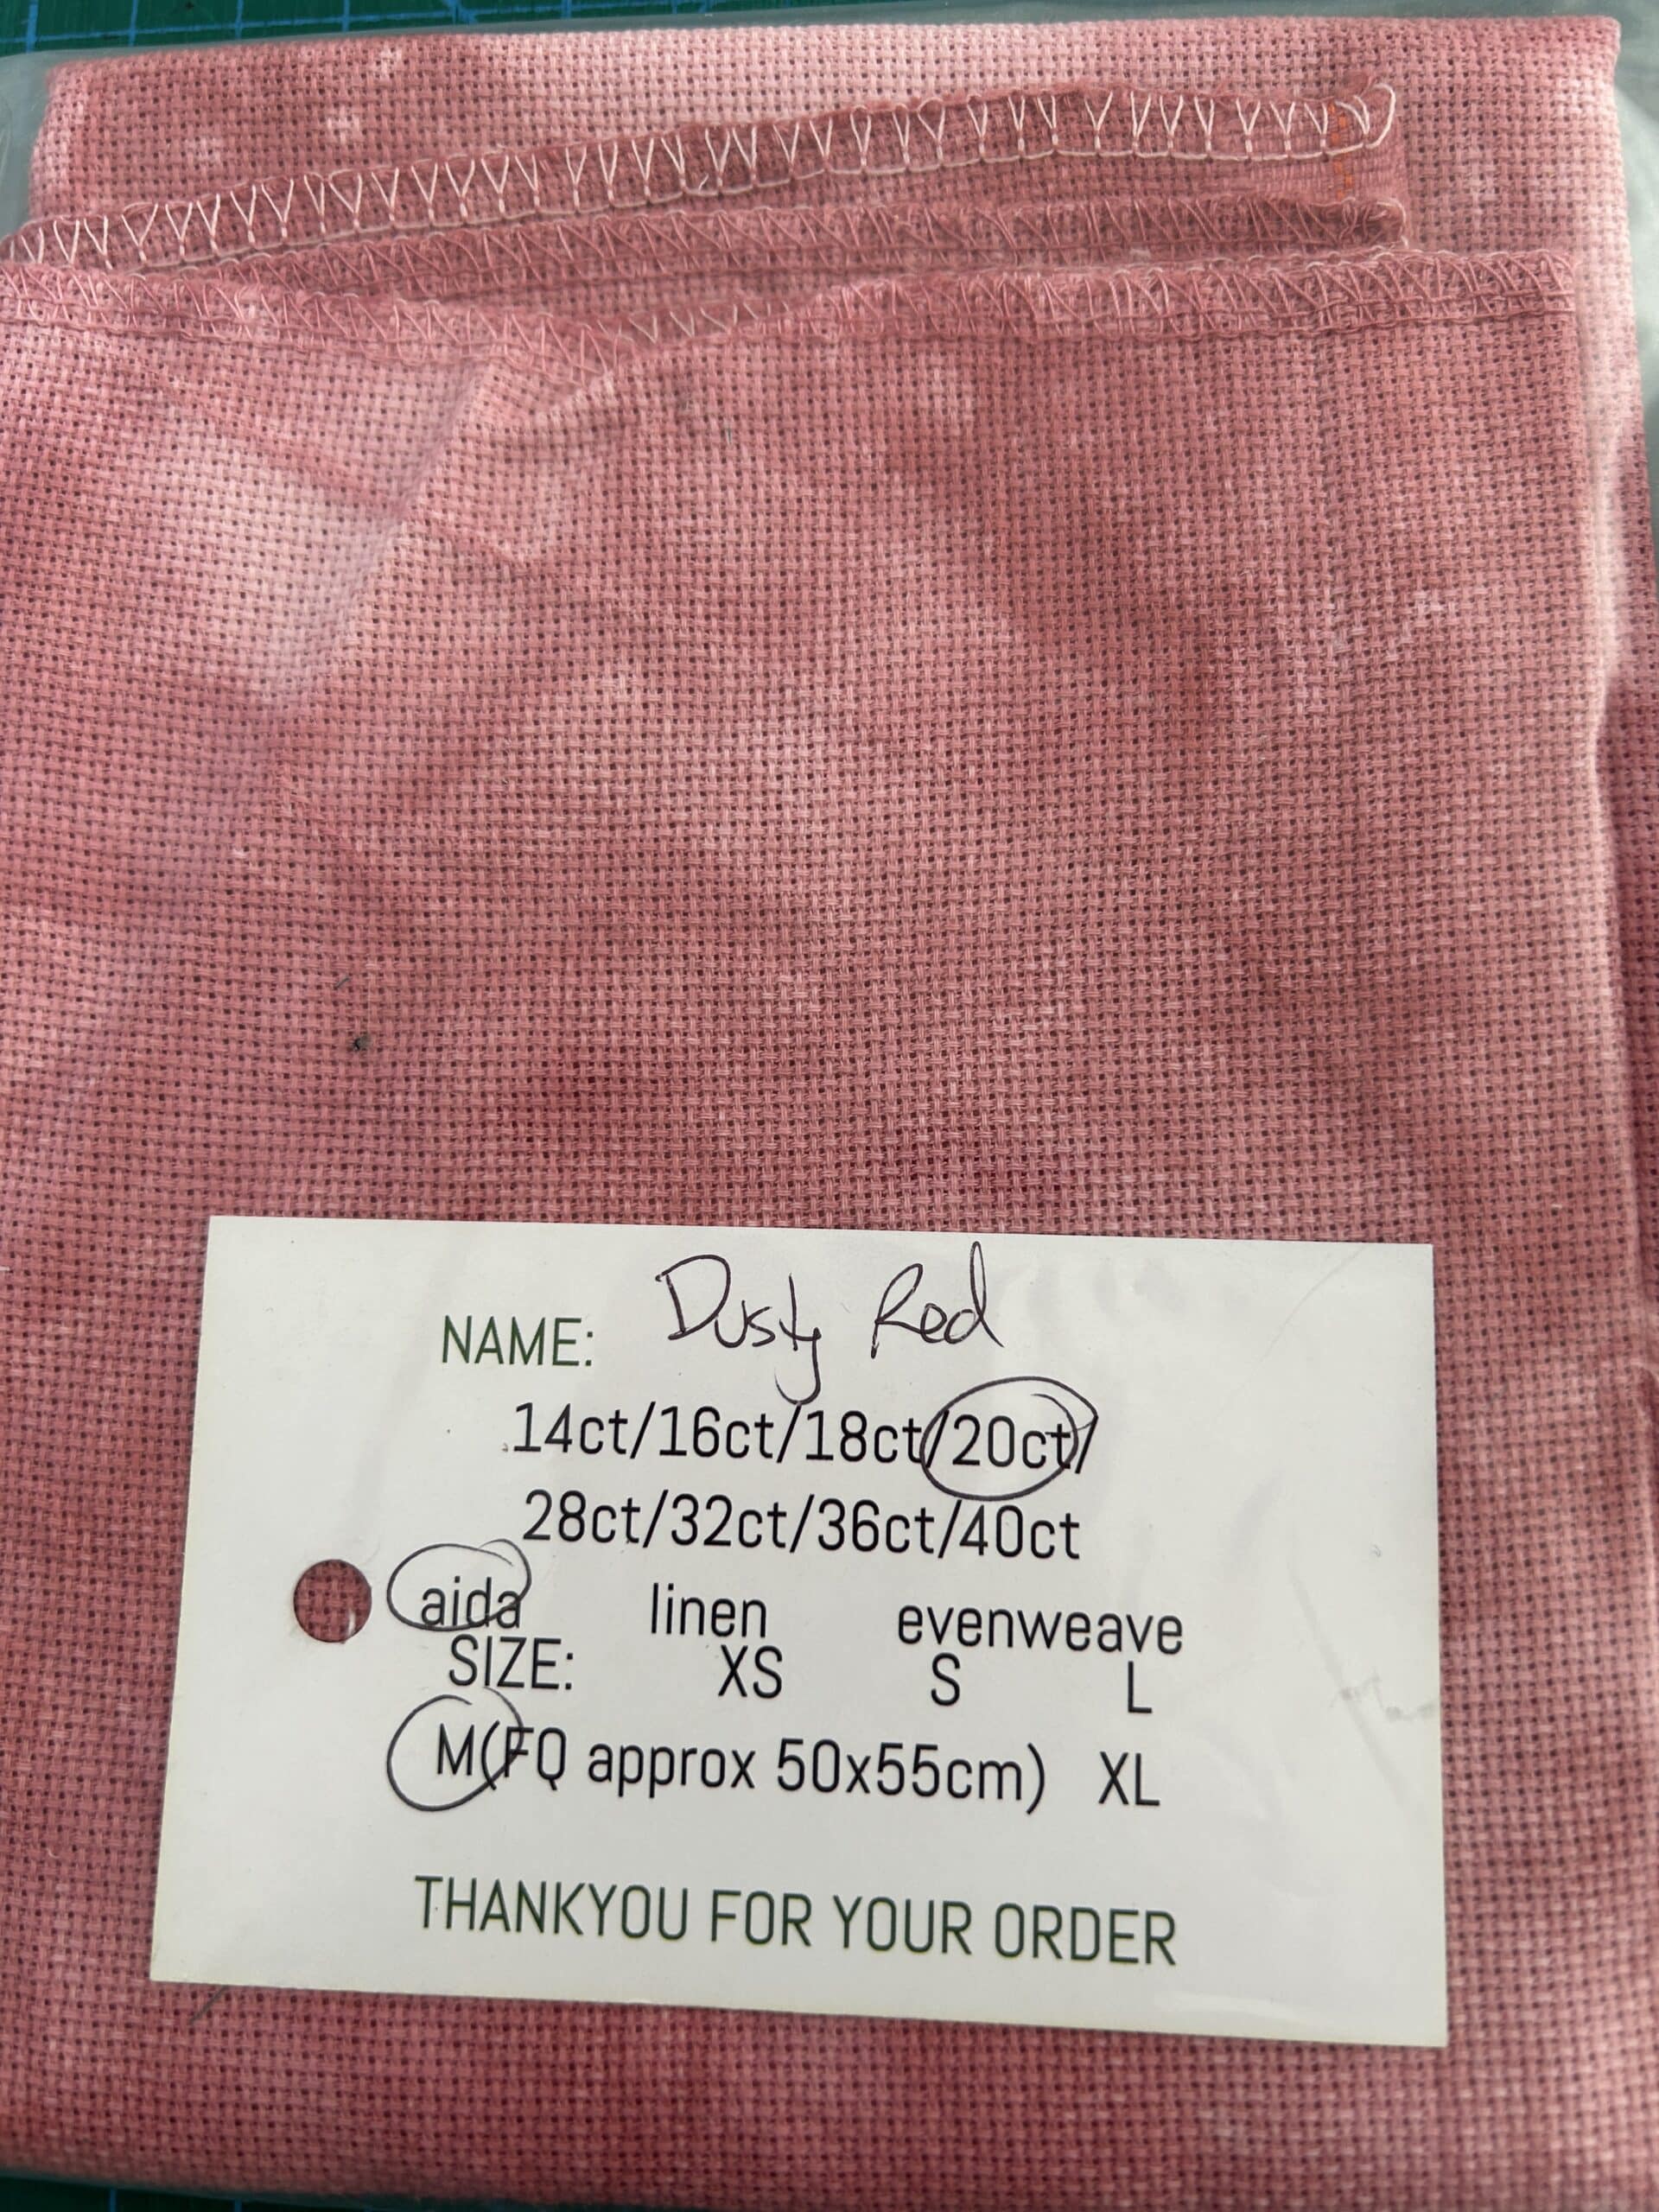 NAME: Dusty Red
14ct/16ct/18ct/20ct/
28ct/32ct/36ct/40ct
aida linen evenweave
SIZE: XS S L
M(FQ approx 50x55cm) XL
THANKYOU FOR YOUR ORDER